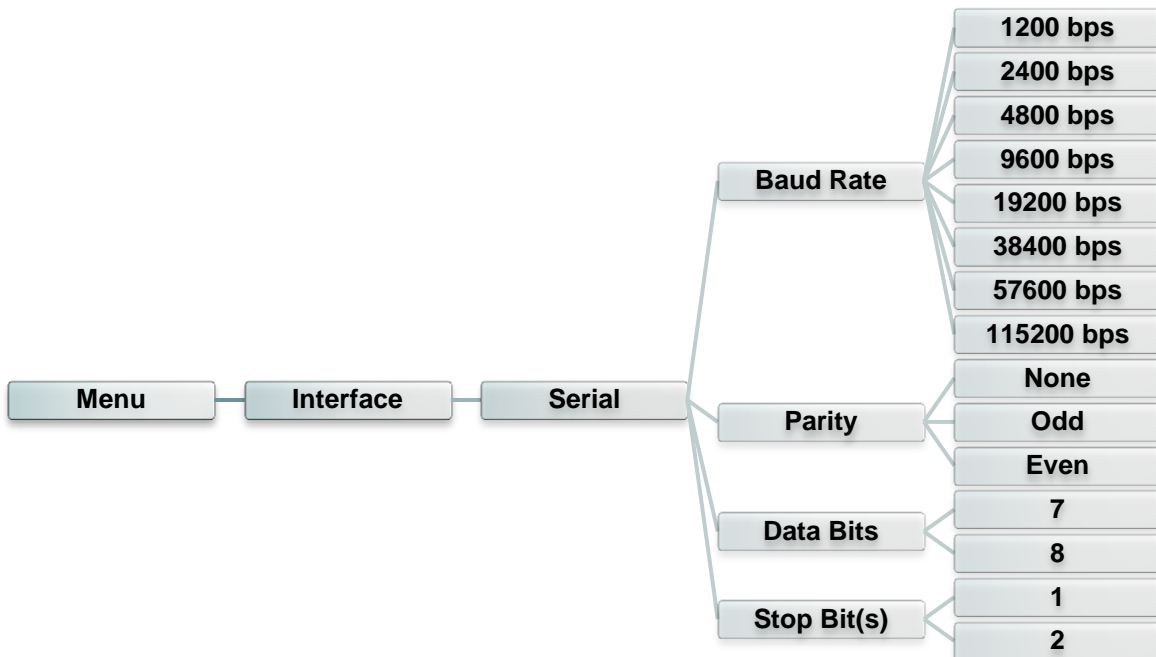 1200 bps
2400 bps
4800 bps
9600 bps
Baud Rate
19200 bps
38400 bps
57600 bps
115200 bps
None
Menu
Interface
Serial
Parity
Odd
Even
7
Data Bits
8
1
Stop Bit(s)
2